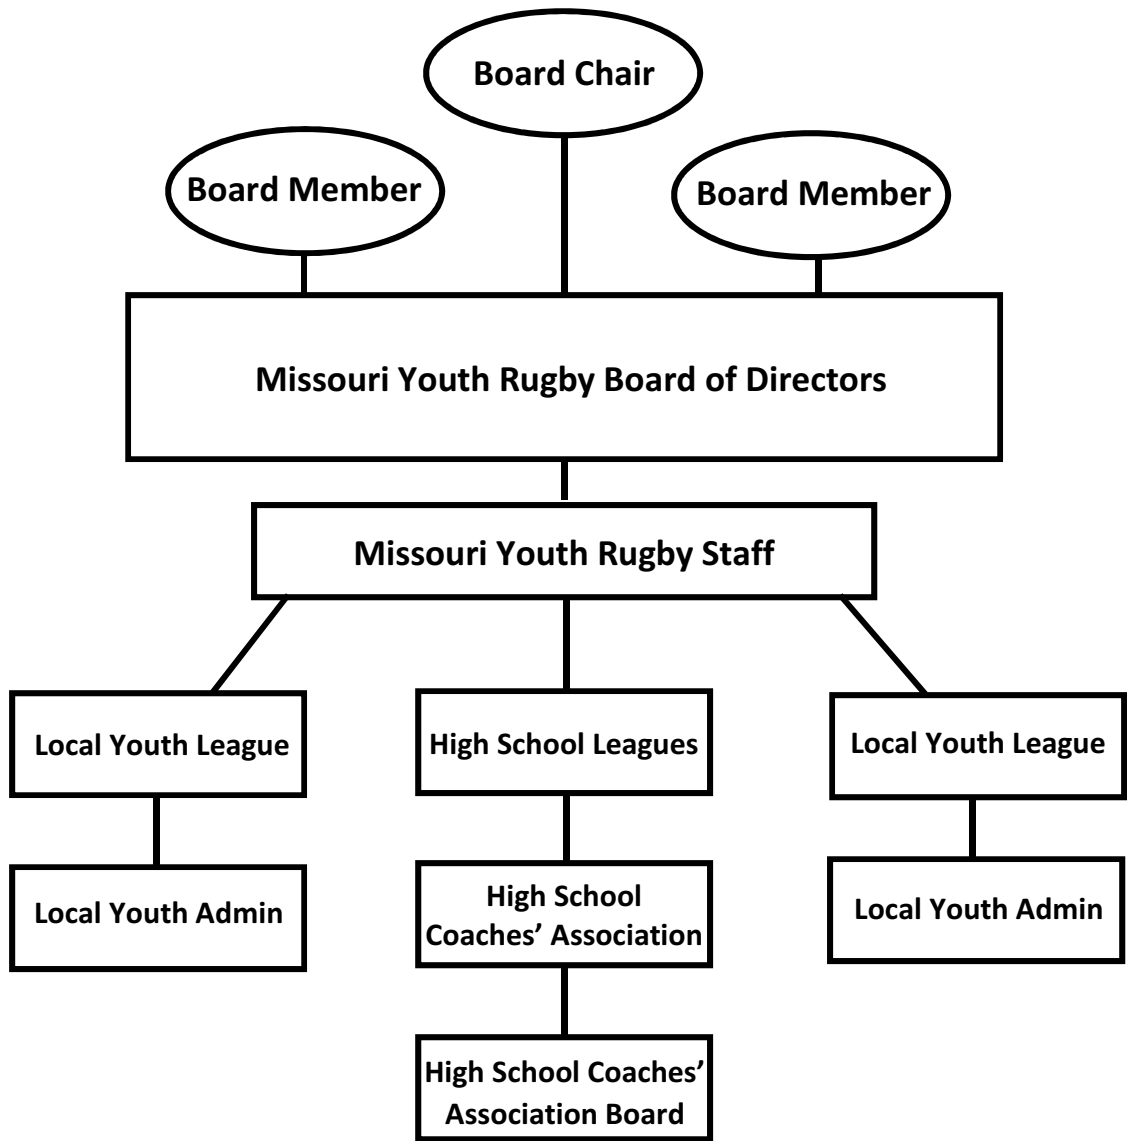 Board Chair
Board Member
Board Member
Missouri Youth Rugby Board of Directors
Missouri Youth Rugby Staff
Local Youth League
High School Leagues
Local Youth League
Local Youth Admin
High School
Coaches’ Association
Local Youth Admin
High School Coaches’
Association Board